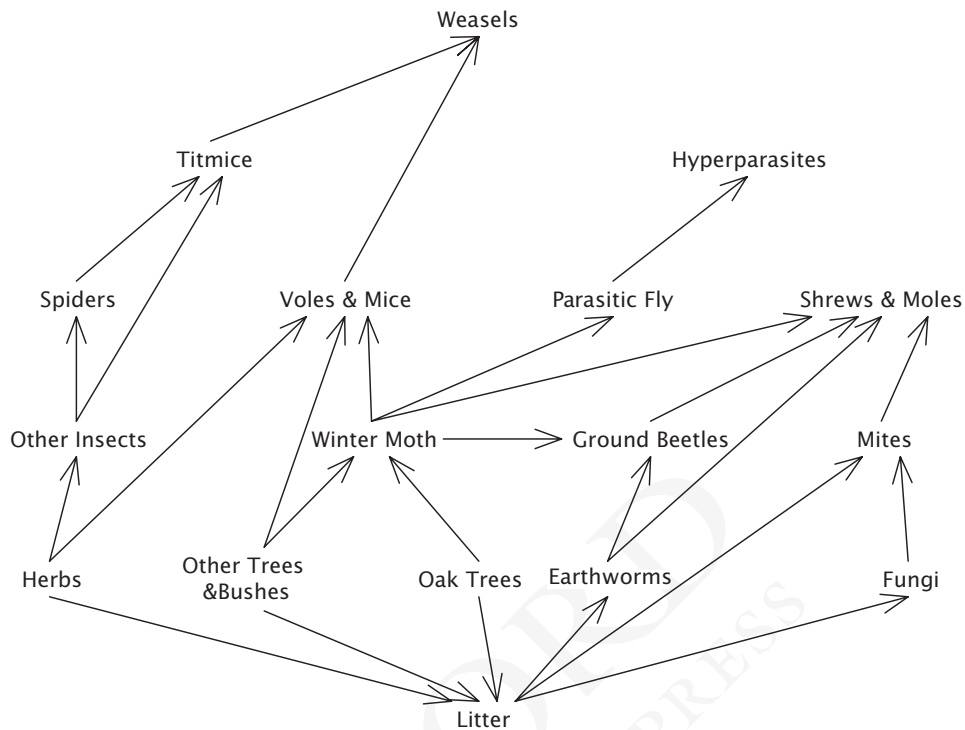 Weasels
Titmice
Hyperparasites
Spiders
Voles & Mice
Parasitic Fly
Shrews & Moles
Other Insects
Winter Moth
Ground Beetles
Mites
Herbs
Other Trees
&Bushes
Oak Trees
Earthworms
Fungi
Litter